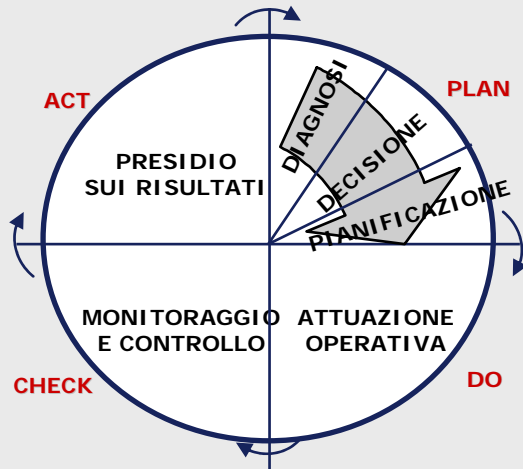 ACT
PLAN
DIAGNOSI
DECISIONE
PIANIFICAZIONE
PRESIDIO
SUI RISULTATI
MONITORAGGIO
E CONTROLLO
ATTUAZIONE
OPERATIVA
CHECK
DO